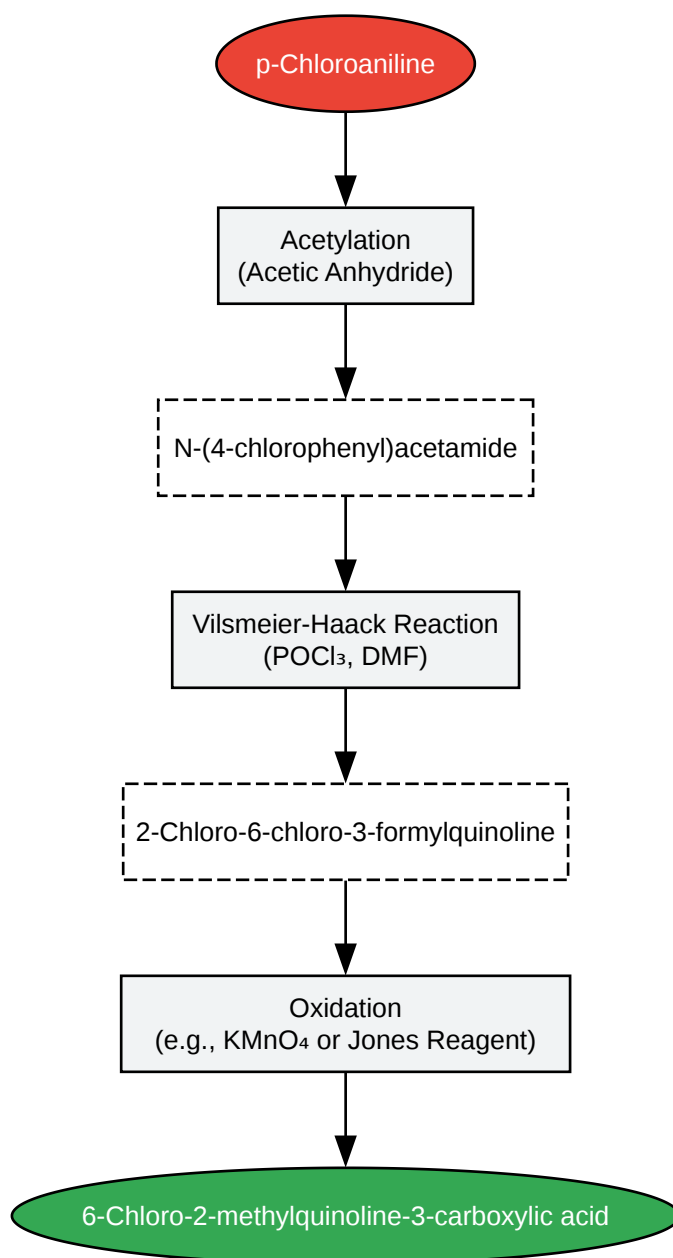 p-Chloroaniline
Acetylation
(Acetic Anhydride)
N-(4-chlorophenyl)acetamide
Vilsmeier-Haack Reaction
(POCl₃, DMF)
2-Chloro-6-chloro-3-formylquinoline
Oxidation
(e.g., KMnO₄ or Jones Reagent)
6-Chloro-2-methylquinoline-3-carboxylic acid